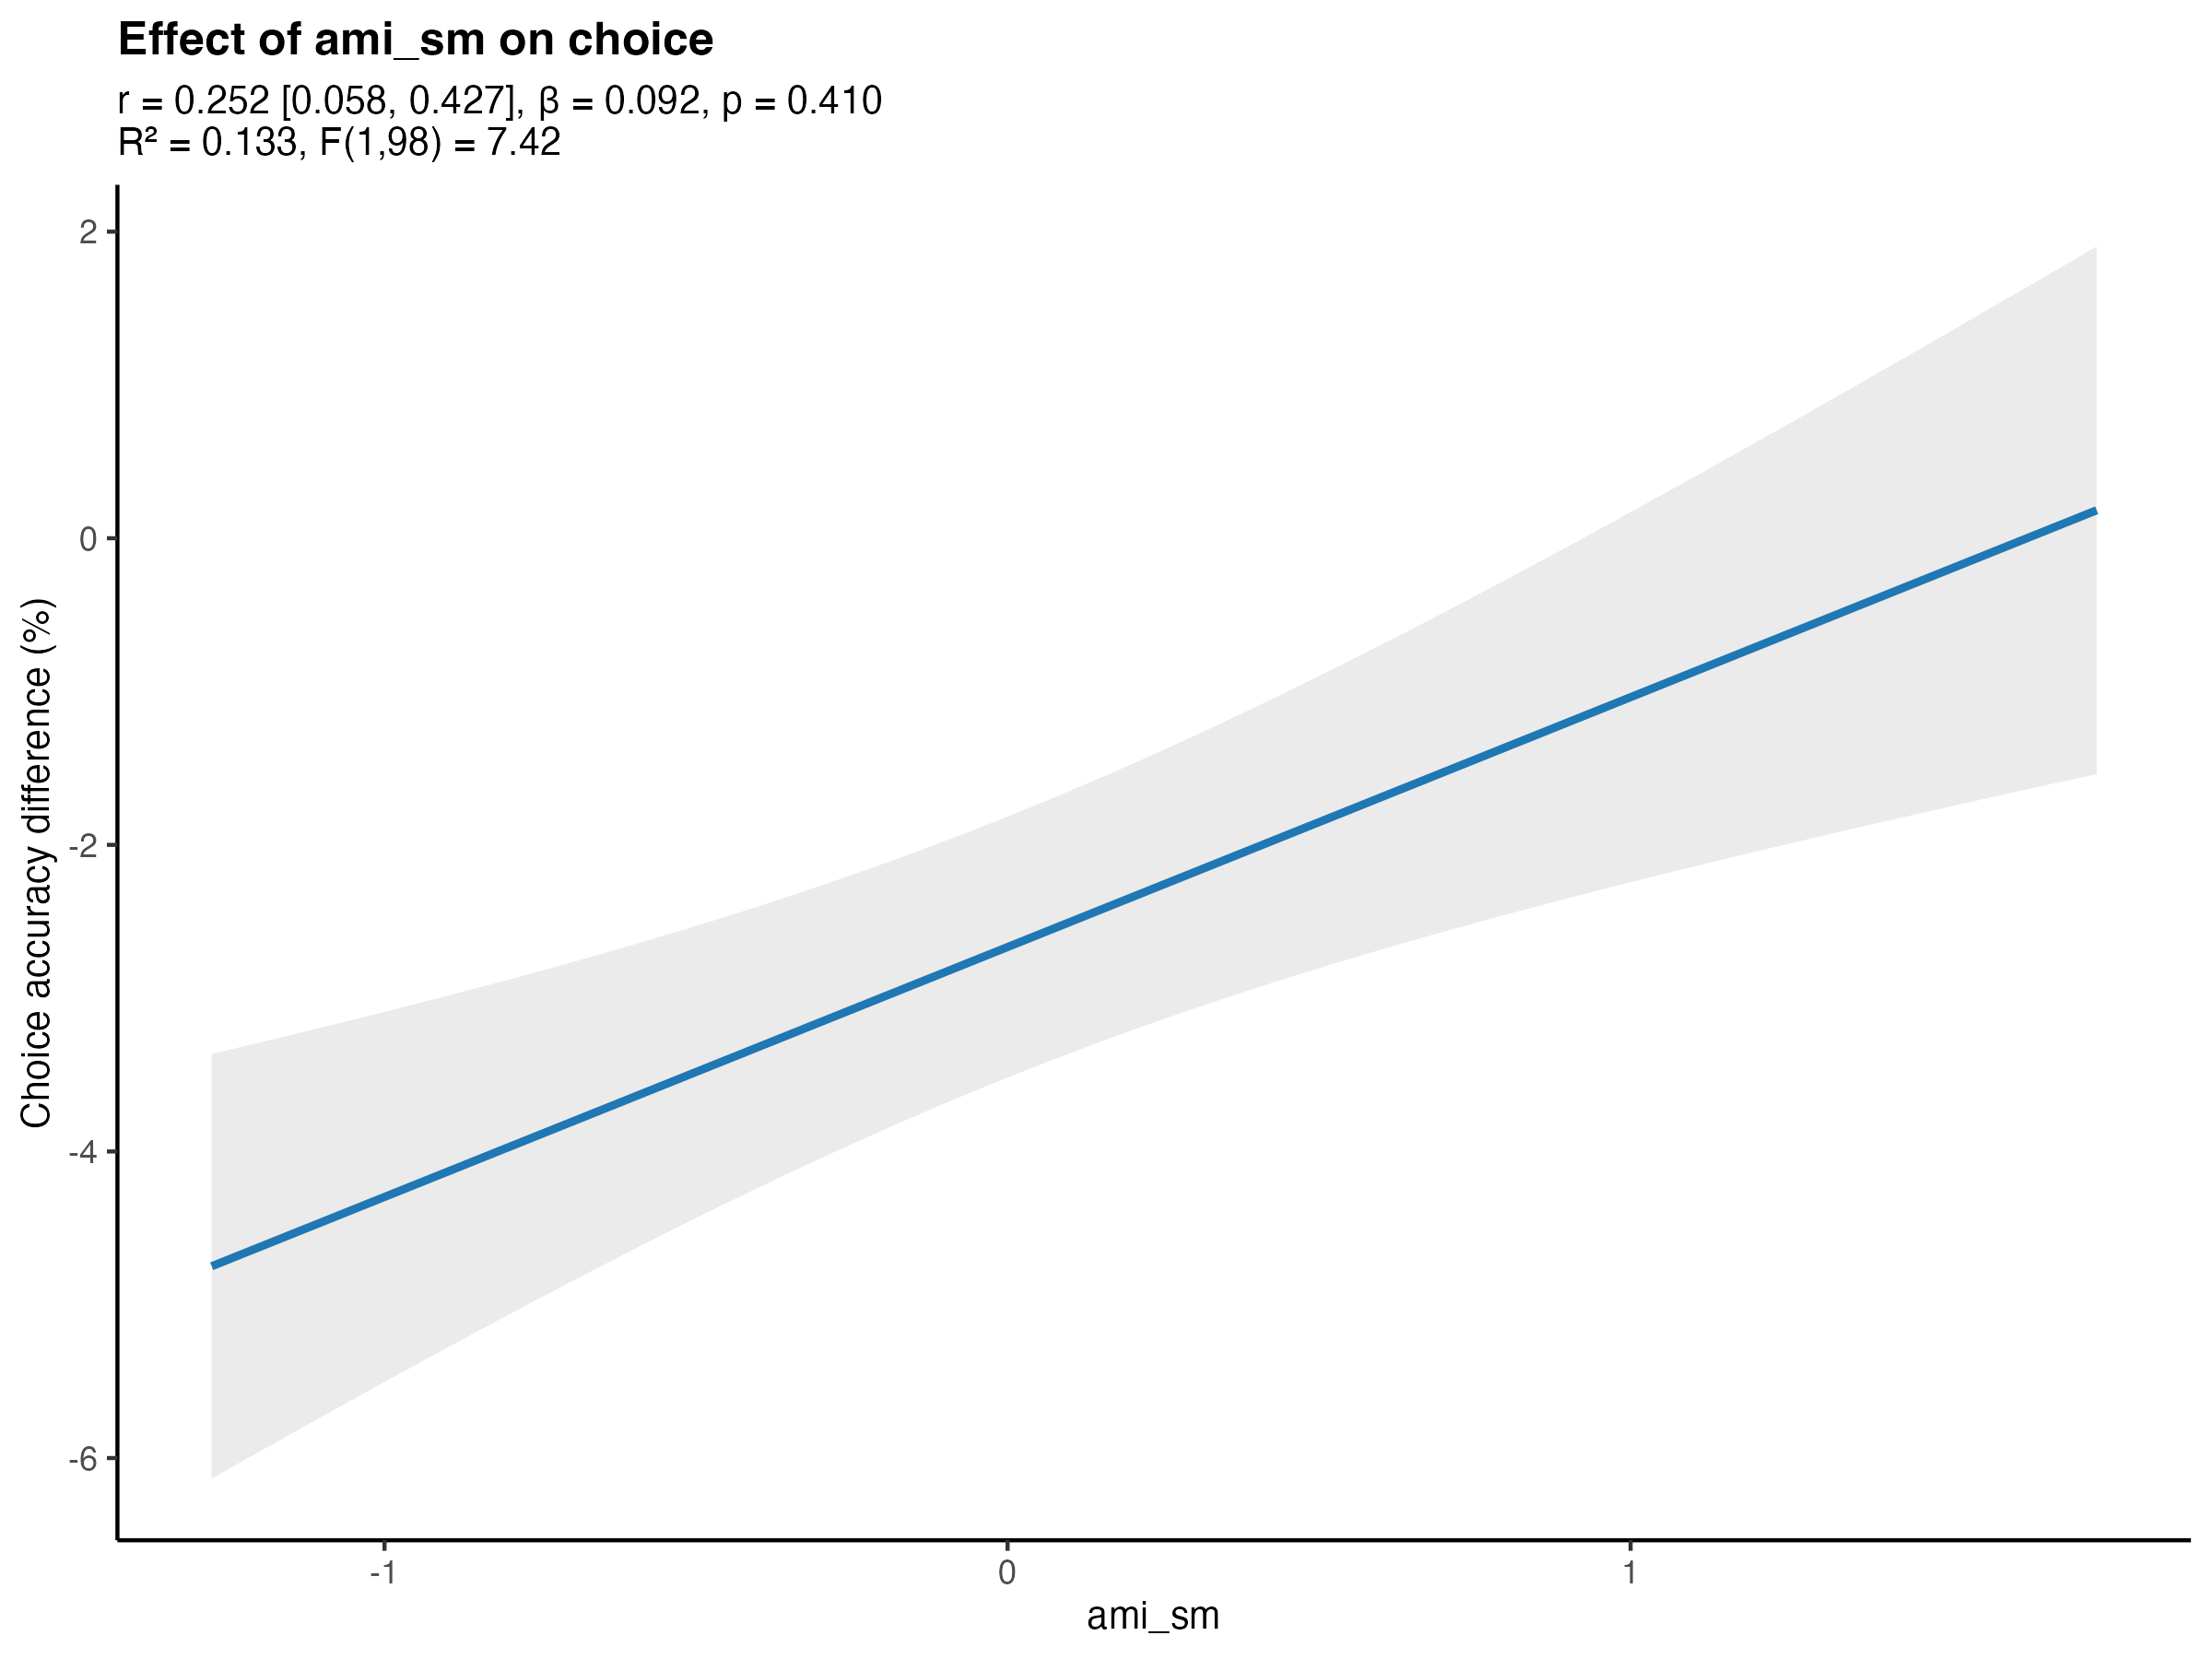 Effect of ami_sm on choice
r = 0.252 [0.058, 0.427], β = 0.092, p = 0.410
R² = 0.133, F(1,98) = 7.42
2
0
-2
-4
-6
Choice accuracy difference (%)
-1
0
1
ami_sm